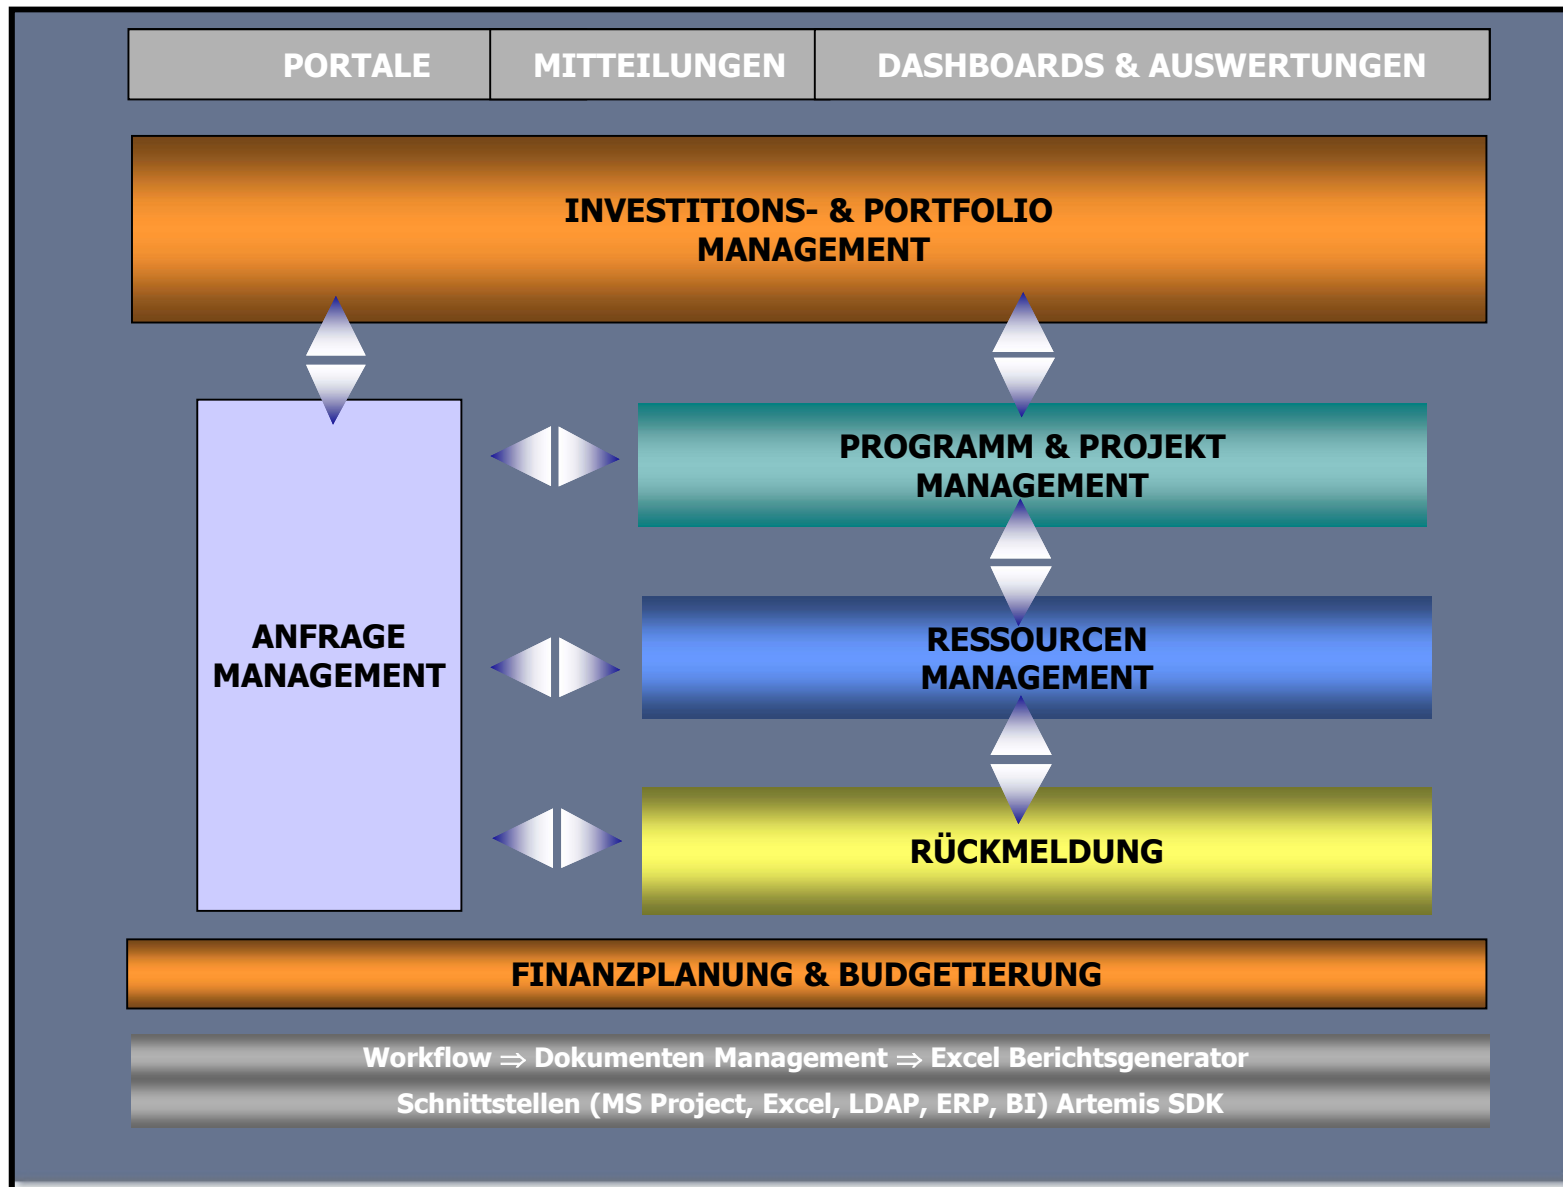 PORTALE MITTEILUNGEN DASHBOARDS & AUSWERTUNGEN
INVESTITIONS- & PORTFOLIO
MANAGEMENT
PROGRAMM & PROJEKT
MANAGEMENT
ANFRAGE
MANAGEMENT
RESSOURCEN
MANAGEMENT
RÜCKMELDUNG
FINANZPLANUNG & BUDGETIERUNG
Workflow ⇒ Dokumenten Management ⇒ Excel Berichtsgenerator
Schnittstellen (MS Project, Excel, LDAP, ERP, BI) Artemis SDK